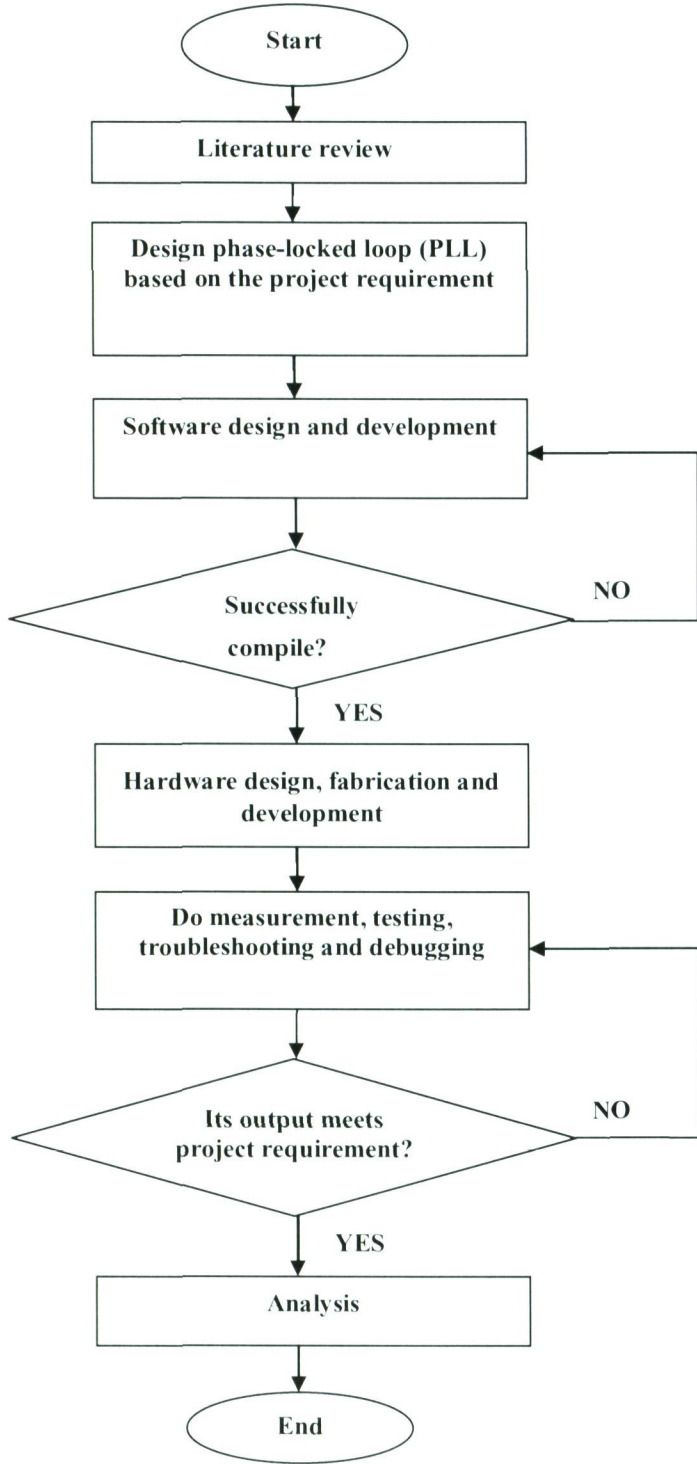 Start
Literature review
Design phase-locked loop (PLL)
based on the project requirement
Software design and development
NO
Successfully
compile?
YES
Hardware design, fabrication and
development
Do measurement, testing,
troubleshooting and debugging
NO
Its output meets
project requirement?
YES
Analysis
End